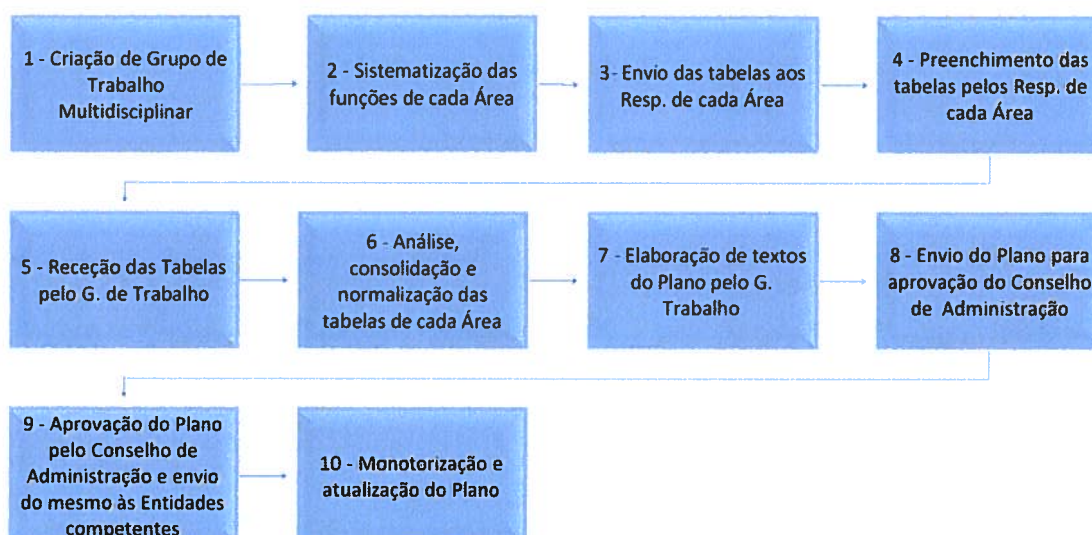 1 - Criação de Grupo de
Trabalho
Multidisciplinar
2 - Sistematização das
funções de cada Área
3 - Envio das tabelas aos
Resp. de cada Área
4 - Preenchimento das
tabelas pelos Resp. de
cada Área
5 - Receção das Tabelas
pelo G. de Trabalho
6 - Análise,
consolidação e
normalização das
tabelas de cada Área
7 - Elaboração de textos
do Plano pelo G.
Trabalho
8 - Envio do Plano para
aprovação do Conselho
de Administração
9 - Aprovação do Plano
pelo Conselho de
Administração e envio
do mesmo às Entidades
competentes
10 - Monotorização e
atualização do Plano